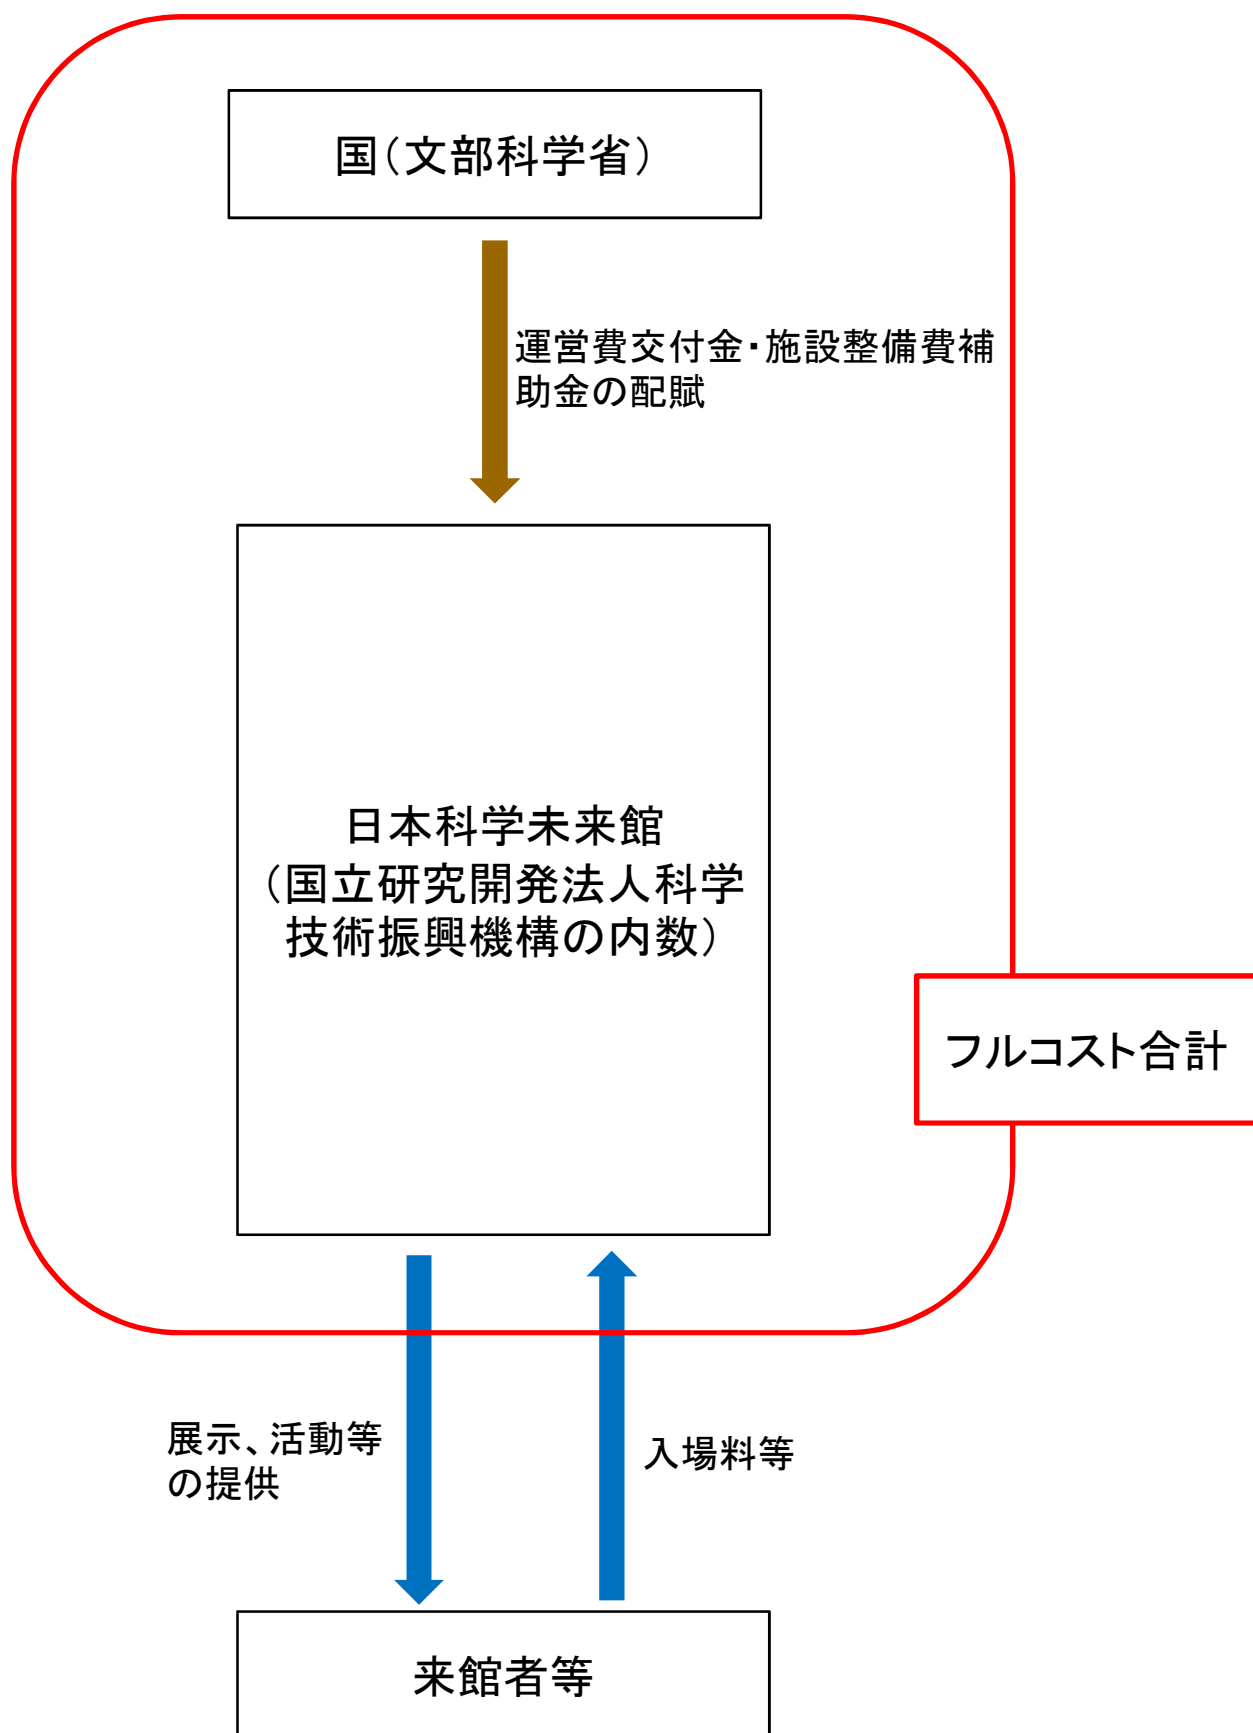 国（文部科学省）
運営費交付金・施設整備費補
助金の配賦
日本科学未来館
（国立研究開発法人科学
技術振興機構の内数）
フルコスト合計
展示、活動等
の提供
入場料等
来館者等